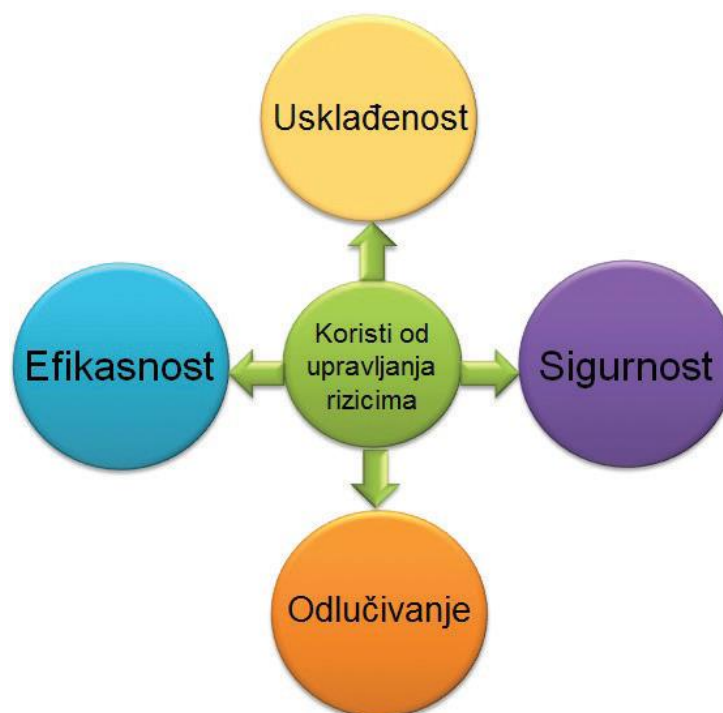 Usklađenost
Efikasnost
Koristi od
upravljanja
rizicima
Sigurnost
Odlučivanje